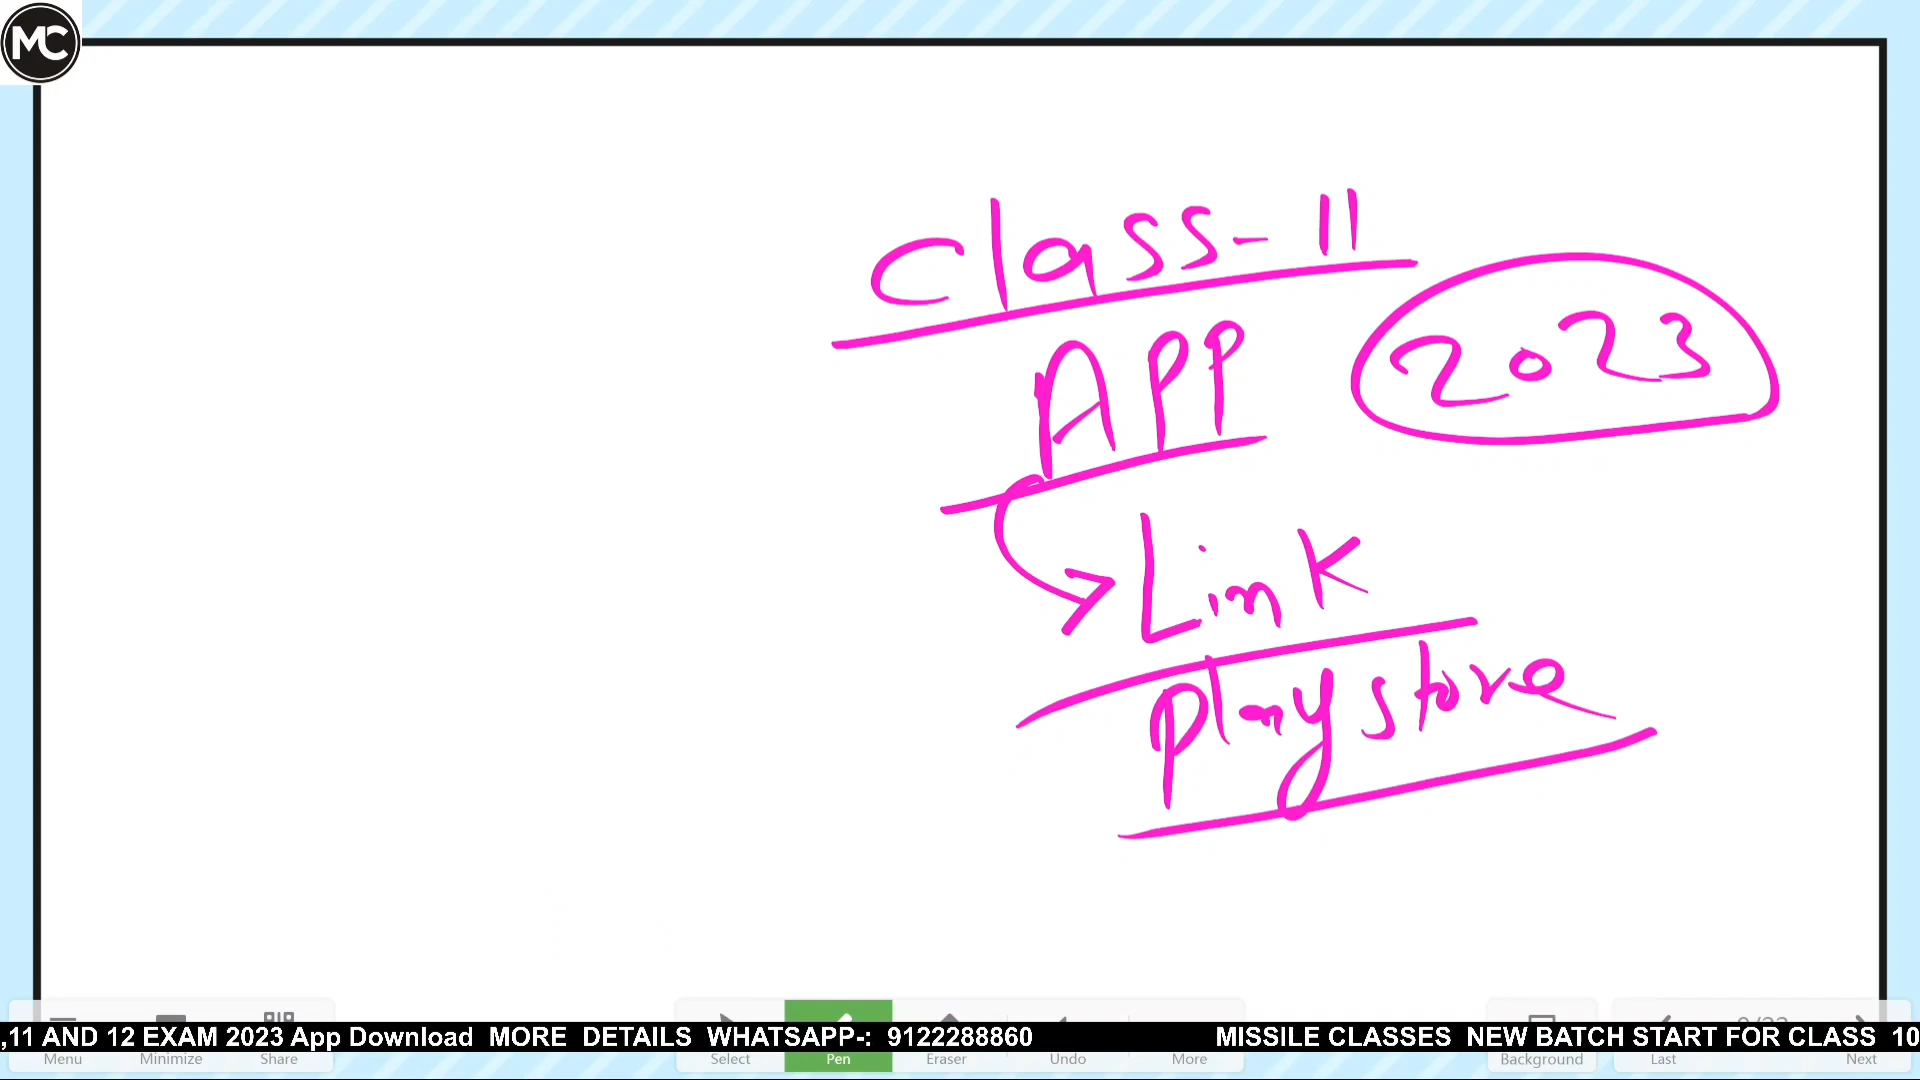 MC
Class-11
APP
2023
Link
playstore
,11 AND 12 EXAM 2023 App Download MORE DETAILS WHATSAPP-: 9122288860 MISSILE CLASSES NEW BATCH START FOR CLASS 10
Menu Minimize Share Select Pen Eraser Undo More Background Last Next